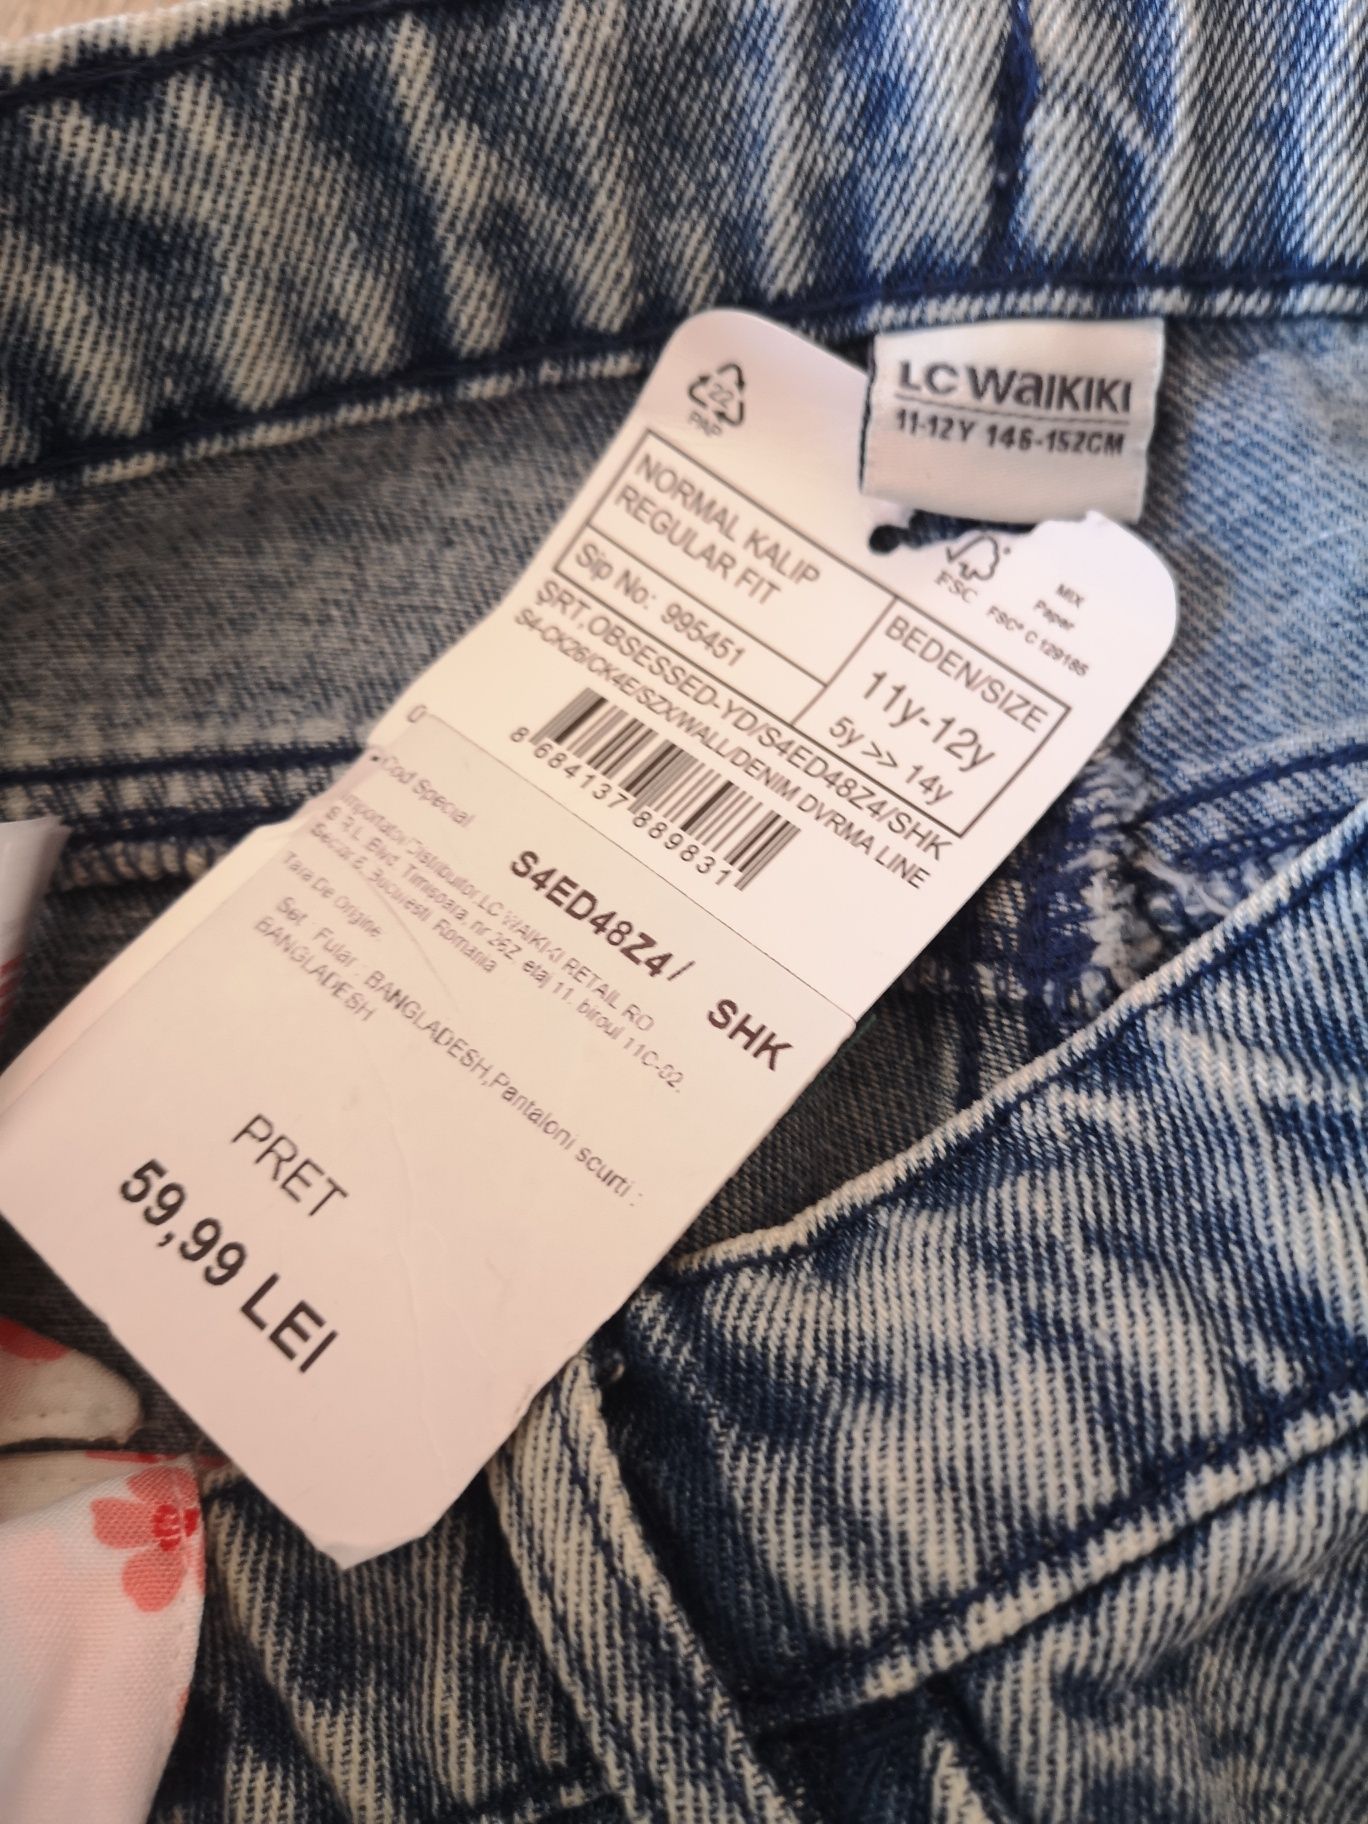 LC WAIKIKI
11-12Y 146-152CM
22
PAP
NORMAL KALIP
REGULAR FIT
Sip No: 995451
BEDEN/SIZE
11y-12y
5y >> 14y
FSC
FSC® C 129185
MIX
Paper
SRT.OBSESSED-YD/S4ED48Z4/SHK
S4-CK26/CK4E/SZX/WALL/DENIM DVRMA LINE
8 684137 889831
Cod Special
S4ED48Z4/ SHK
Importator/Distribuitor.LC WAIKIKI RETAIL RO
S.R.L. Blvd. Timisoara, nr 26Z, etaj 11. biroul 11C-02.
Sector 6, Bucuresti Romania
Tara De Origine
Set : Fular : BANGLADESH,Pantaloni scurti :
BANGLADESH
PRET
59,99 LEI